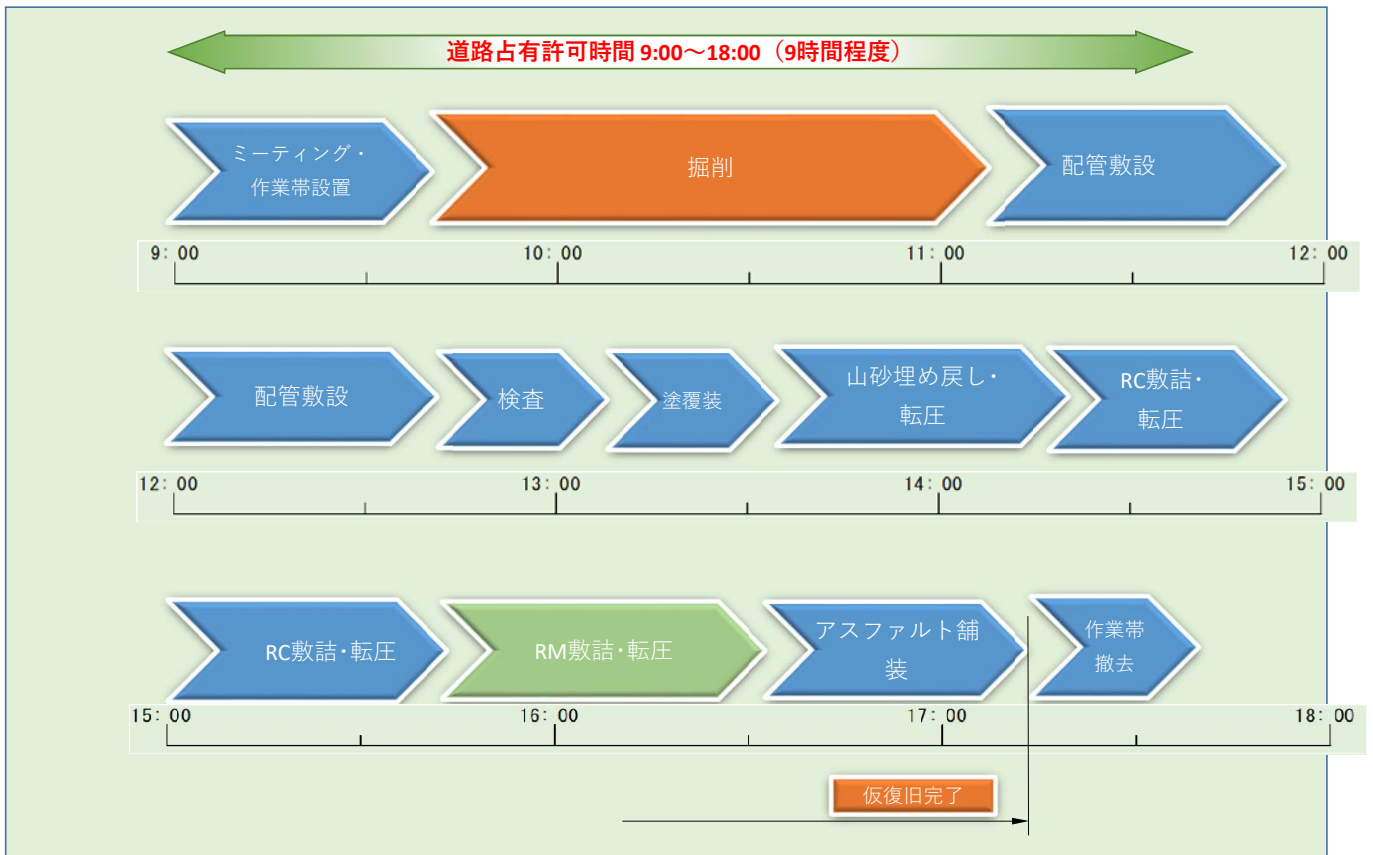 道路占有許可時間 9:00～18:00（9時間程度）
ミーティング・
作業帯設置
掘削
配管敷設
9：00
10：00
11：00
12：00
配管敷設
検査
塗覆装
山砂埋め戻し・
転圧
RC敷詰・
転圧
12：00
13：00
14：00
15：00
RC敷詰・転圧
RM敷詰・転圧
アスファルト舗
装
作業帯
撤去
15：00
16：00
17：00
18：00
仮復旧完了